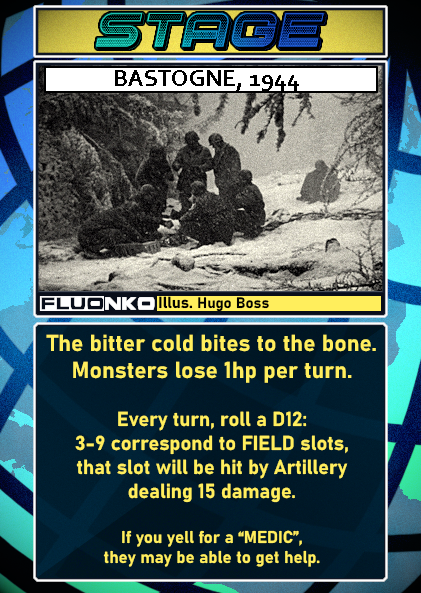 STAGE
BASTOGNE, 1944
FLUONKO Illus. Hugo Boss
The bitter cold bites to the bone.
Monsters lose 1hp per turn.
Every turn, roll a D12:
3-9 correspond to FIELD slots,
that slot will be hit by Artillery
dealing 15 damage.
If you yell for a “MEDIC”,
they may be able to get help.